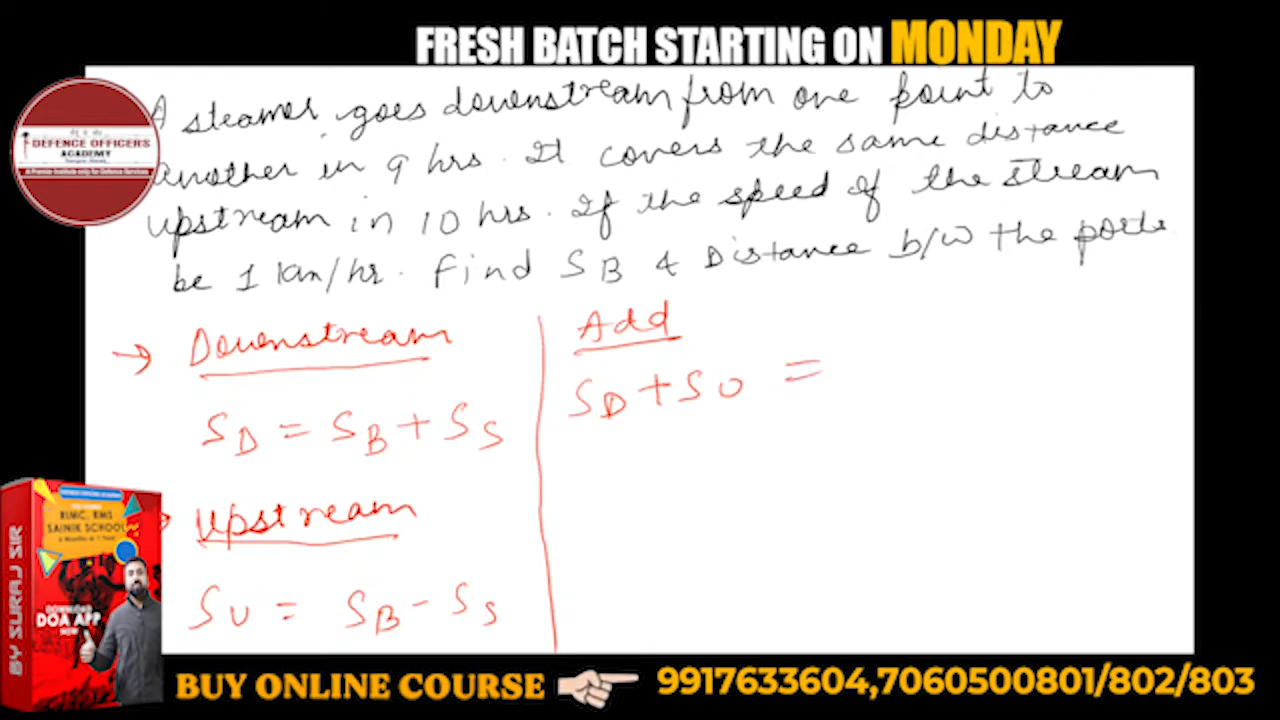 FRESH BATCH STARTING ON MONDAY
A steamer goes downstream from one point to
another in 9 hrs. It covers the same distance
upstream in 10 hrs. If the speed of the stream
be 1 km/hr. Find SB & Distance b/w the ports
DEFENCE OFFICER'S
ACADEMY
→ Downstream
SD = SB + SS
Upstream
SU = SB - SS
Add
SD + SU =
RIMC, RMS
SAINIK SCHOOL
DOWNLOAD
DOA APP
NOW
BY SURAJ SIR
BUY ONLINE COURSE
9917633604,7060500801/802/803